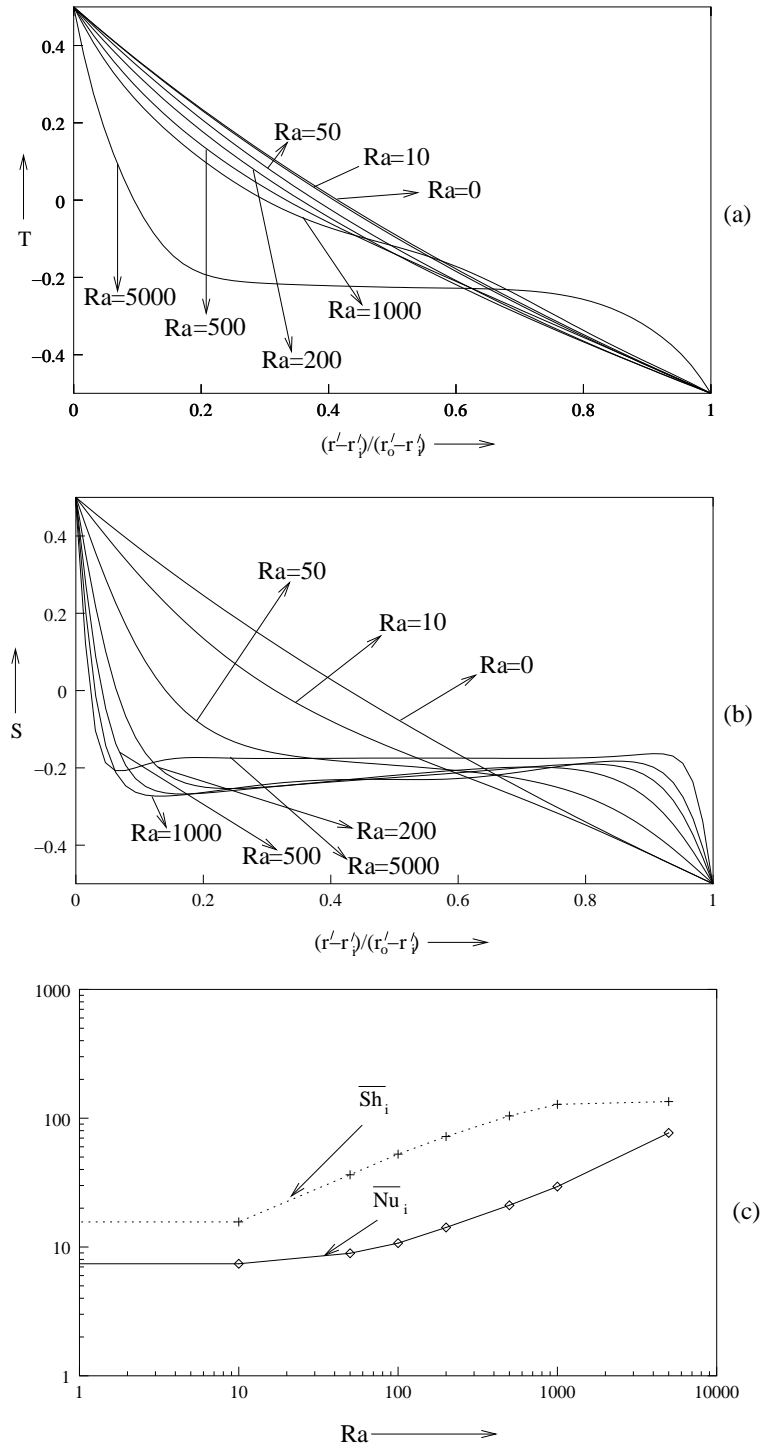 0.4
0.2
0
−0.2
−0.4
T
Ra=50
Ra=10
Ra=0
Ra=5000
Ra=500
Ra=200
Ra=1000
(a)
0
0.2
0.4
0.6
0.8
1
(r′−r′i)/(r′o−r′i)
0.4
0.2
0
−0.2
−0.4
S
Ra=50
Ra=10
Ra=0
Ra=1000
Ra=500
Ra=200
Ra=5000
(b)
0
0.2
0.4
0.6
0.8
1
(r′−r′i)/(r′o−r′i)
1000
100
10
1
Shi
Nui
(c)
1
10
100
1000
10000
Ra